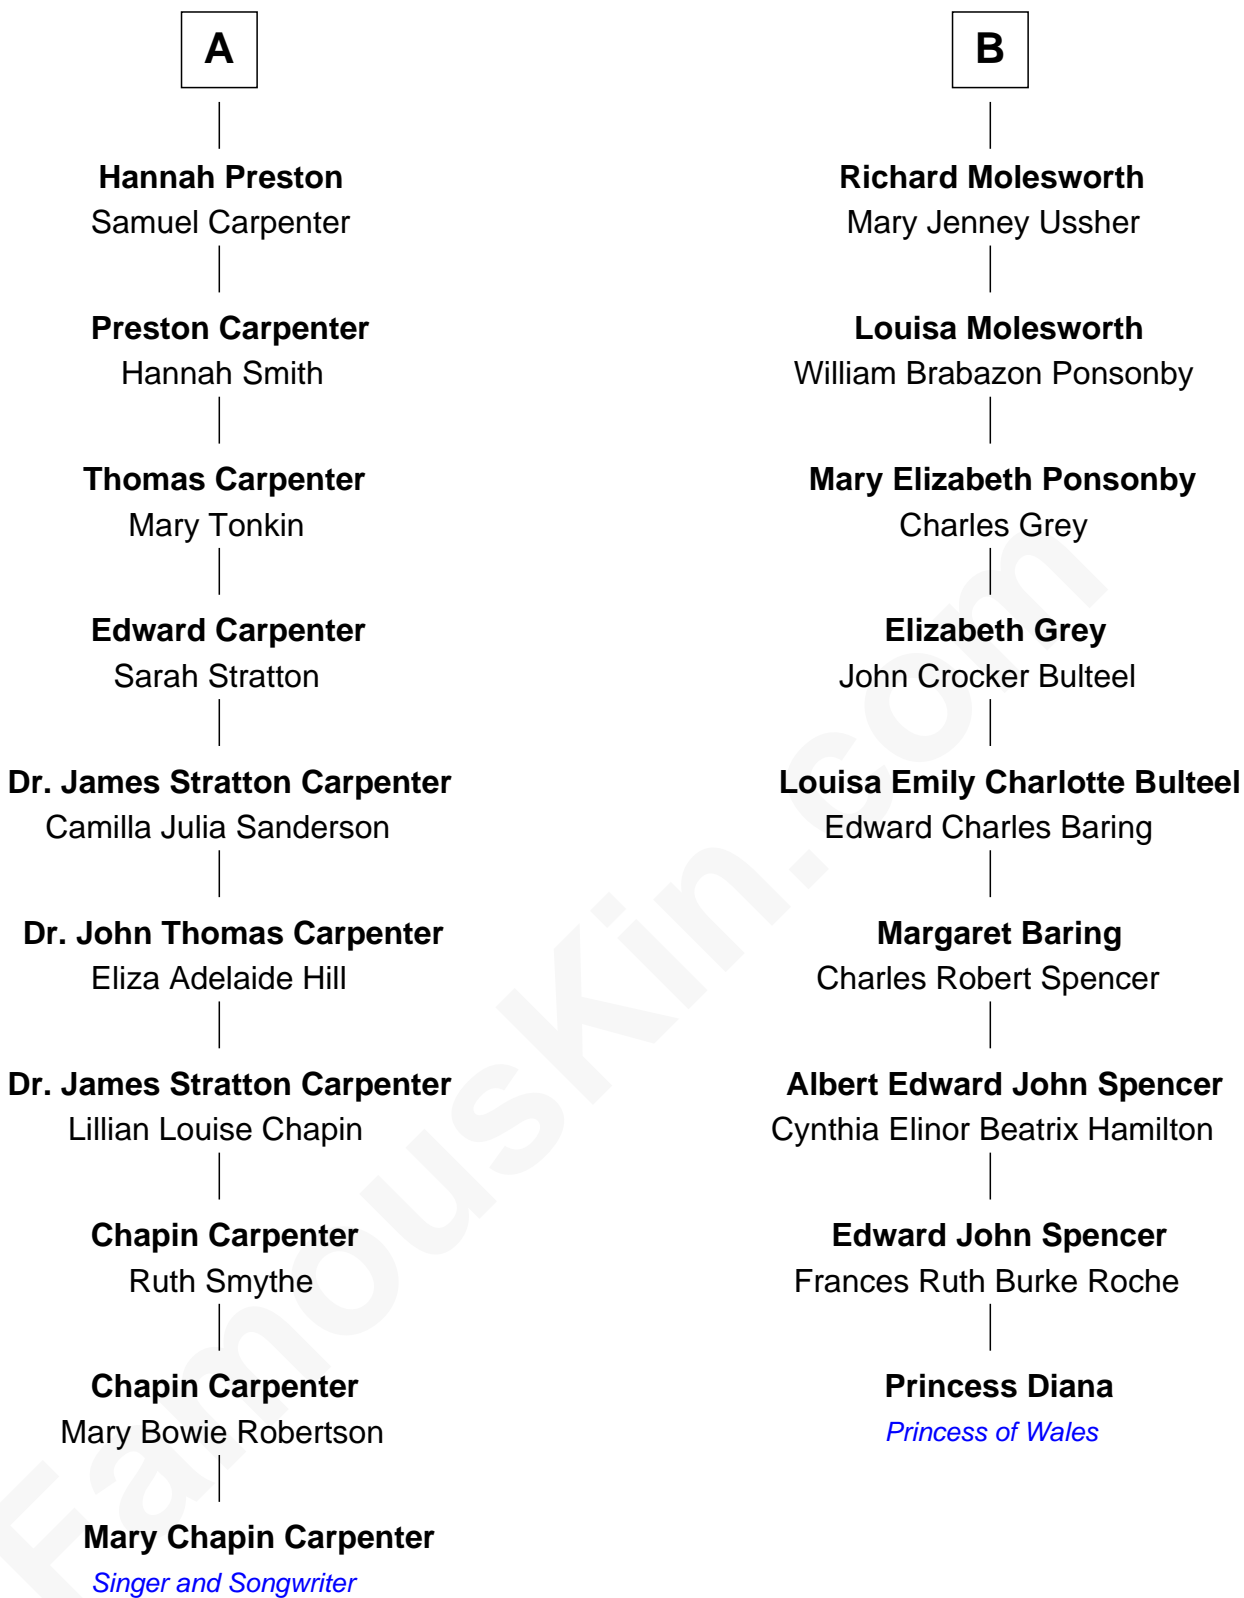 A
Hannah Preston
Samuel Carpenter
Preston Carpenter
Hannah Smith
Thomas Carpenter
Mary Tonkin
Edward Carpenter
Sarah Stratton
Dr. James Stratton Carpenter
Camilla Julia Sanderson
Dr. John Thomas Carpenter
Eliza Adelaide Hill
Dr. James Stratton Carpenter
Lillian Louise Chapin
Chapin Carpenter
Ruth Smythe
Chapin Carpenter
Mary Bowie Robertson
Mary Chapin Carpenter
Singer and Songwriter
B
Richard Molesworth
Mary Jenney Ussher
Louisa Molesworth
William Brabazon Ponsonby
Mary Elizabeth Ponsonby
Charles Grey
Elizabeth Grey
John Crocker Bulteel
Louisa Emily Charlotte Bulteel
Edward Charles Baring
Margaret Baring
Charles Robert Spencer
Albert Edward John Spencer
Cynthia Elinor Beatrix Hamilton
Edward John Spencer
Frances Ruth Burke Roche
Princess Diana
Princess of Wales
FamousKin.com